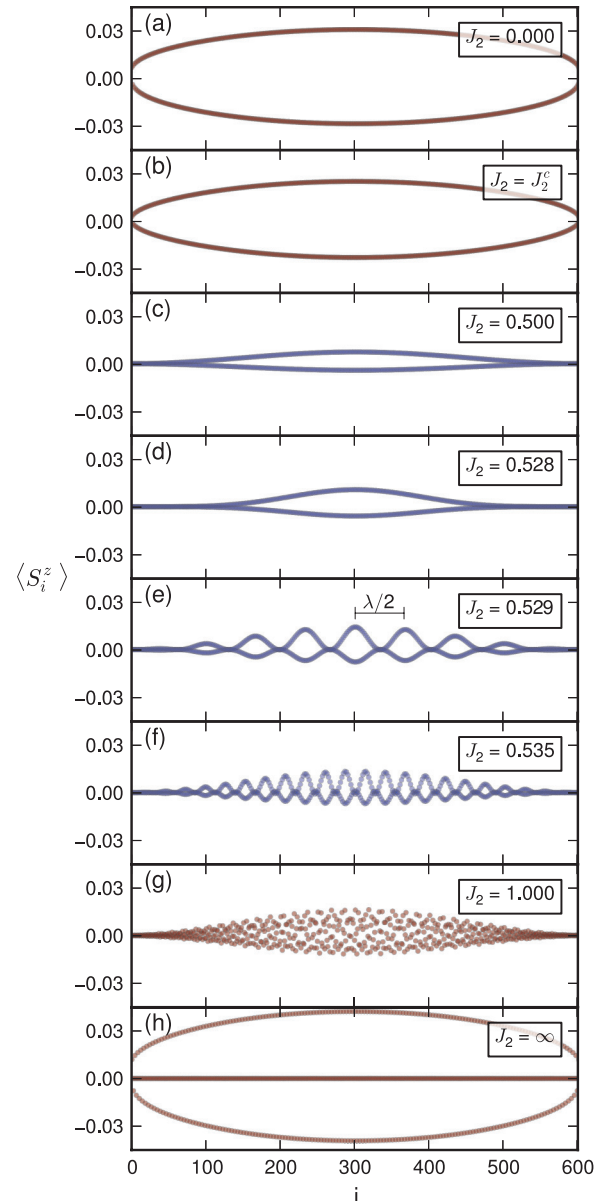 (a)
J₂ = 0.000
0.03
0.00
−0.03
(b)
J₂ = J₂ᶜ
0.03
0.00
−0.03
(c)
J₂ = 0.500
0.03
0.00
−0.03
(d)
J₂ = 0.528
0.03
0.00
−0.03
⟨Sᵢᶻ⟩
(e)
λ/2
J₂ = 0.529
0.03
0.00
−0.03
(f)
J₂ = 0.535
0.03
0.00
−0.03
(g)
J₂ = 1.000
0.03
0.00
−0.03
(h)
J₂ = ∞
0.03
0.00
−0.03
0 100 200 300 400 500 600
i